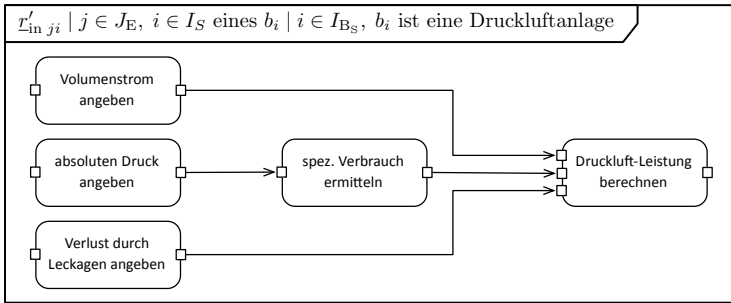 r′in ji | j ∈ JE, i ∈ IS eines bi | i ∈ IBS, bi ist eine Druckluftanlage
Volumenstrom
angeben
absoluten Druck
angeben
spez. Verbrauch
ermitteln
Druckluft-Leistung
berechnen
Verlust durch
Leckagen angeben